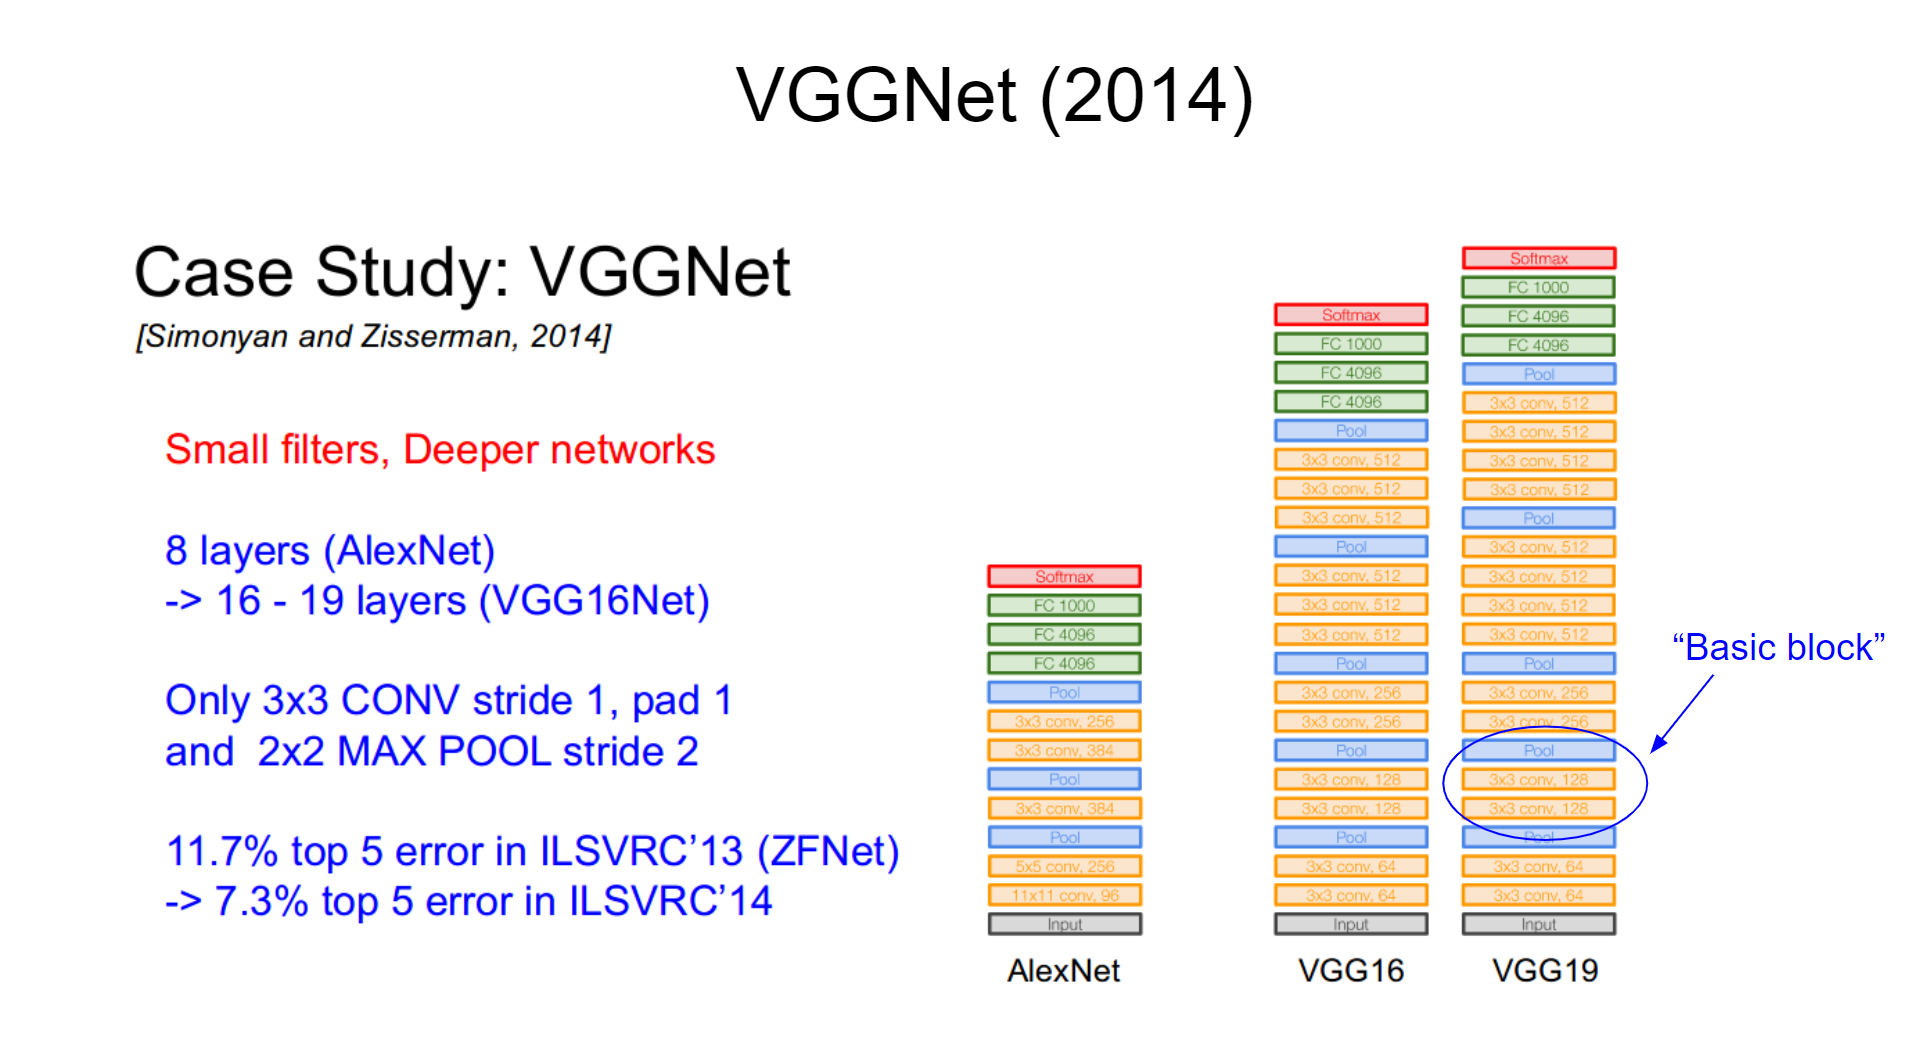 VGGNet (2014)
Case Study: VGGNet
[Simonyan and Zisserman, 2014]
Small filters, Deeper networks
8 layers (AlexNet)
-> 16 - 19 layers (VGG16Net)
Only 3x3 CONV stride 1, pad 1
and 2x2 MAX POOL stride 2
11.7% top 5 error in ILSVRC’13 (ZFNet)
-> 7.3% top 5 error in ILSVRC’14
Softmax
FC 1000
FC 4096
FC 4096
Pool
3x3 conv, 256
3x3 conv, 384
Pool
3x3 conv, 384
Pool
5x5 conv, 256
11x11 conv, 96
Input
AlexNet
Softmax
FC 1000
FC 4096
FC 4096
Pool
3x3 conv, 512
3x3 conv, 512
3x3 conv, 512
Pool
3x3 conv, 512
3x3 conv, 512
3x3 conv, 512
Pool
3x3 conv, 256
3x3 conv, 256
Pool
3x3 conv, 128
3x3 conv, 128
Pool
3x3 conv, 64
3x3 conv, 64
Input
VGG16
Softmax
FC 1000
FC 4096
FC 4096
Pool
3x3 conv, 512
3x3 conv, 512
3x3 conv, 512
3x3 conv, 512
Pool
3x3 conv, 512
3x3 conv, 512
3x3 conv, 512
3x3 conv, 512
Pool
3x3 conv, 256
3x3 conv, 256
Pool
3x3 conv, 128
3x3 conv, 128
Pool
3x3 conv, 64
3x3 conv, 64
Input
VGG19
“Basic block”